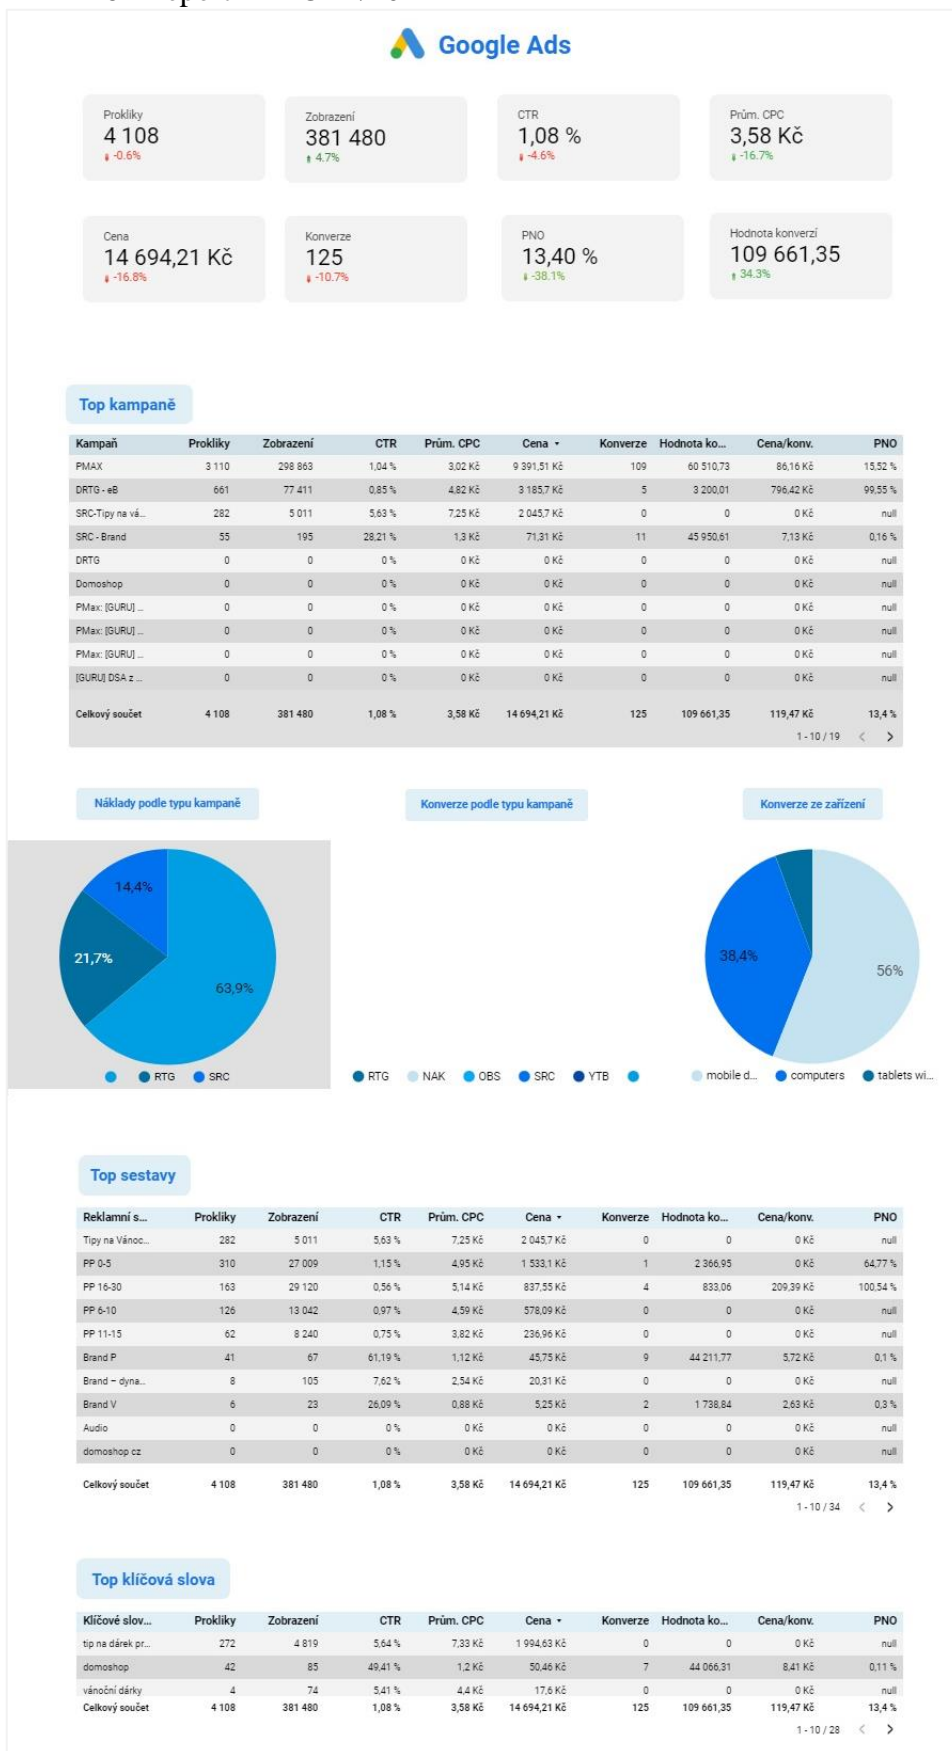 Google Ads
Prokliky
4 108
-0.6%
Zobrazení
381 480
4.7%
CTR
1,08 %
-4.6%
Prům. CPC
3,58 Kč
-16.7%
Cena
14 694,21 Kč
-16.8%
Konverze
125
-10.7%
PNO
13,40 %
-38.1%
Hodnota konverzí
109 661,35
34.3%
Top kampaně
Kampaň Prokliky Zobrazení CTR Prům. CPC Cena Konverze Hodnota ko... Cena/konv. PNO
PMAX 3 110 298 863 1,04 % 3,02 Kč 9 391,51 Kč 109 60 510,73 86,16 Kč 15,52 %
DRTG - eB 661 77 411 0,85 % 4,82 Kč 3 185,7 Kč 5 3 200,01 796,42 Kč 99,55 %
SRC-Tipy na vá... 282 5 011 5,63 % 7,25 Kč 2 045,7 Kč 0 0 0 Kč null
SRC - Brand 55 195 28,21 % 1,3 Kč 71,31 Kč 11 45 950,61 7,13 Kč 0,16 %
DRTG 0 0 0 % 0 Kč 0 Kč 0 0 0 Kč null
Domoshop 0 0 0 % 0 Kč 0 Kč 0 0 0 Kč null
PMax: [GURU] ... 0 0 0 % 0 Kč 0 Kč 0 0 0 Kč null
PMax: [GURU] ... 0 0 0 % 0 Kč 0 Kč 0 0 0 Kč null
PMax: [GURU] ... 0 0 0 % 0 Kč 0 Kč 0 0 0 Kč null
[GURU] DSA z ... 0 0 0 % 0 Kč 0 Kč 0 0 0 Kč null
Celkový součet 4 108 381 480 1,08 % 3,58 Kč 14 694,21 Kč 125 109 661,35 119,47 Kč 13,4 %
1 - 10 / 19
Náklady podle typu kampaně
14,4%
21,7%
63,9%
RTG SRC
Konverze podle typu kampaně
RTG NAK OBS SRC YTB
Konverze ze zařízení
38,4%
56%
mobile d... computers tablets wi...
Top sestavy
Reklamní s... Prokliky Zobrazení CTR Prům. CPC Cena Konverze Hodnota ko... Cena/konv. PNO
Tipy na Vánoc... 282 5 011 5,63 % 7,25 Kč 2 045,7 Kč 0 0 0 Kč null
PP 0-5 310 27 009 1,15 % 4,95 Kč 1 533,1 Kč 1 2 366,95 0 Kč 64,77 %
PP 16-30 163 29 120 0,56 % 5,14 Kč 837,55 Kč 4 833,06 209,39 Kč 100,54 %
PP 6-10 126 13 042 0,97 % 4,59 Kč 578,09 Kč 0 0 0 Kč null
PP 11-15 62 8 240 0,75 % 3,82 Kč 236,96 Kč 0 0 0 Kč null
Brand P 41 67 61,19 % 1,12 Kč 45,75 Kč 9 44 211,77 5,72 Kč 0,1 %
Brand – dyna... 8 105 7,62 % 2,54 Kč 20,31 Kč 0 0 0 Kč null
Brand V 6 23 26,09 % 0,88 Kč 5,25 Kč 2 1 738,84 2,63 Kč 0,3 %
Audio 0 0 0 % 0 Kč 0 Kč 0 0 0 Kč null
domoshop cz 0 0 0 % 0 Kč 0 Kč 0 0 0 Kč null
Celkový součet 4 108 381 480 1,08 % 3,58 Kč 14 694,21 Kč 125 109 661,35 119,47 Kč 13,4 %
1 - 10 / 34
Top klíčová slova
Klíčové slov... Prokliky Zobrazení CTR Prům. CPC Cena Konverze Hodnota ko... Cena/konv. PNO
tip na dárek pr... 272 4 819 5,64 % 7,33 Kč 1 994,63 Kč 0 0 0 Kč null
domoshop 42 85 49,41 % 1,2 Kč 50,46 Kč 7 44 066,31 8,41 Kč 0,11 %
vánoční dárky 4 74 5,41 % 4,4 Kč 17,6 Kč 0 0 0 Kč null
Celkový součet 4 108 381 480 1,08 % 3,58 Kč 14 694,21 Kč 125 109 661,35 119,47 Kč 13,4 %
1 - 10 / 28